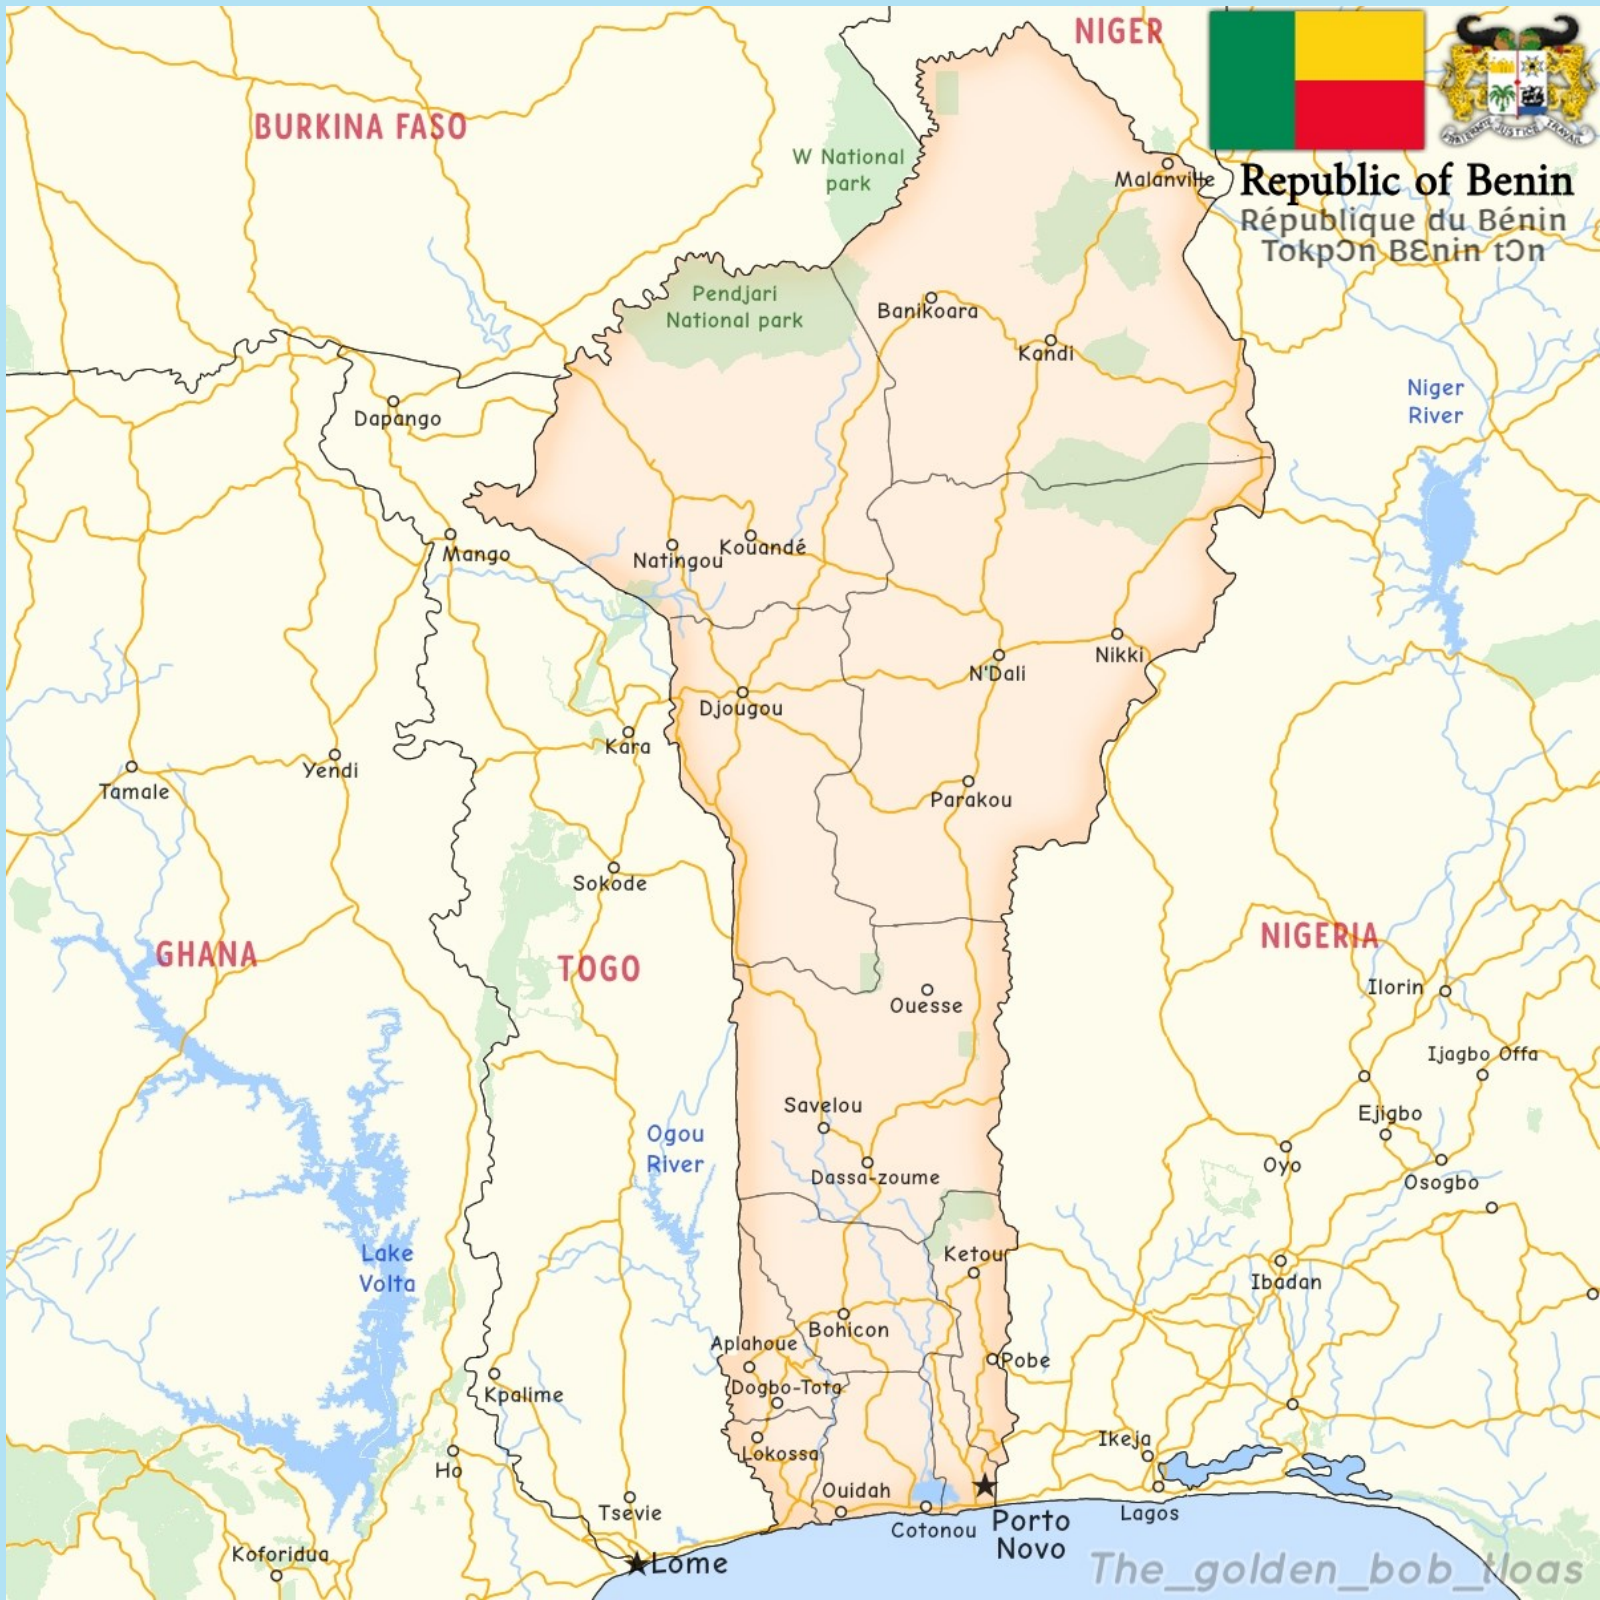 NIGER
BURKINA FASO
FRATERNITE JUSTICE TRAVAIL
W National
park
Malanville
Republic of Benin
République du Bénin
TokpƆn BƐnin tƆn
Pendjari
National park
Banikoara
Kandi
Niger
River
Dapango
Mango
Natingou
Kouandé
Nikki
N'Dali
Djougou
Kara
Yendi
Tamale
Parakou
Sokode
GHANA
TOGO
NIGERIA
Ilorin
Ouesse
Ijagbo Offa
Savelou
Ejigbo
Ogou
River
Oyo
Dassa-zoume
Osogbo
Lake
Volta
Ketou
Ibadan
Bohicon
Aplahoue
Pobe
Dogbo-Tota
Kpalime
Ikeja
Lokossa
Ho
Ouidah
Tsevie
Lagos
Cotonou
Porto
Novo
Koforidua
Lome
The_golden_bob_tloas